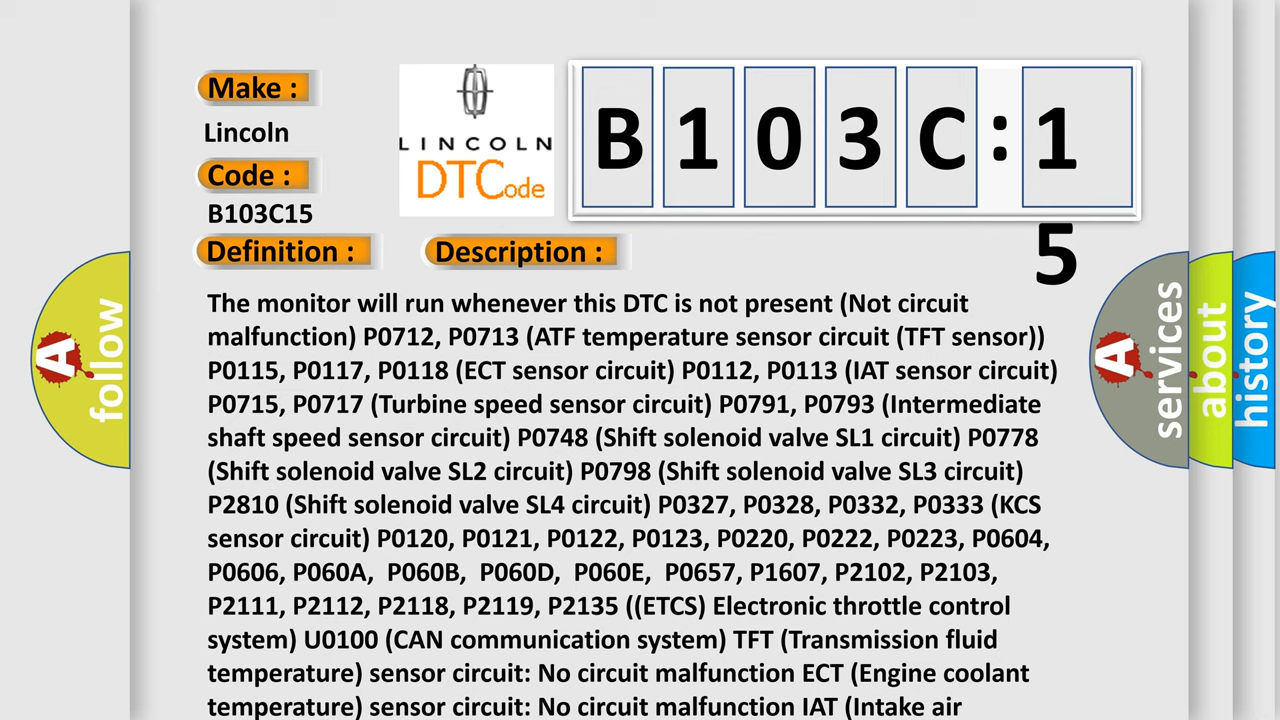 Make :
Lincoln
Code :
B103C15
Definition :
Description :
LINCOLN
DTCode
B103C:1
5
The monitor will run whenever this DTC is not present (Not circuit
malfunction) P0712, P0713 (ATF temperature sensor circuit (TFT sensor))
P0115, P0117, P0118 (ECT sensor circuit) P0112, P0113 (IAT sensor circuit)
P0715, P0717 (Turbine speed sensor circuit) P0791, P0793 (Intermediate
shaft speed sensor circuit) P0748 (Shift solenoid valve SL1 circuit) P0778
(Shift solenoid valve SL2 circuit) P0798 (Shift solenoid valve SL3 circuit)
P2810 (Shift solenoid valve SL4 circuit) P0327, P0328, P0332, P0333 (KCS
sensor circuit) P0120, P0121, P0122, P0123, P0220, P0222, P0223, P0604,
P0606, P060A, P060B, P060D, P060E, P0657, P1607, P2102, P2103,
P2111, P2112, P2118, P2119, P2135 ((ETCS) Electronic throttle control
system) U0100 (CAN communication system) TFT (Transmission fluid
temperature) sensor circuit: No circuit malfunction ECT (Engine coolant
temperature) sensor circuit: No circuit malfunction IAT (Intake air
A
follow
A
services
about
history